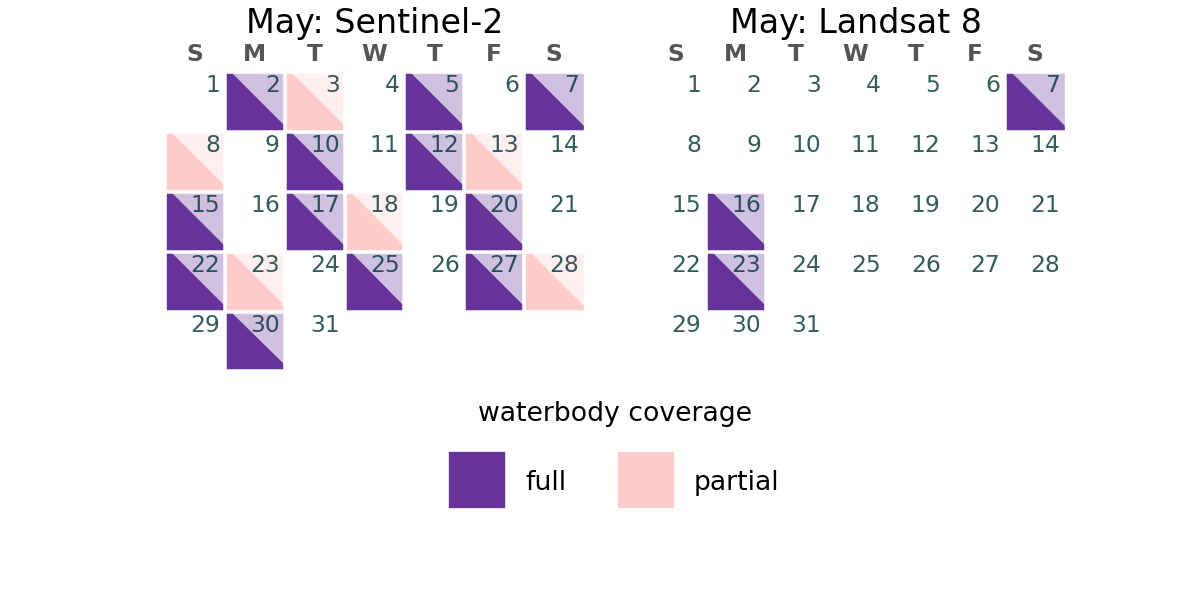 May: Sentinel-2
S M T W T F S
1 2 3 4 5 6 7
8 9 10 11 12 13 14
15 16 17 18 19 20 21
22 23 24 25 26 27 28
29 30 31
May: Landsat 8
S M T W T F S
1 2 3 4 5 6 7
8 9 10 11 12 13 14
15 16 17 18 19 20 21
22 23 24 25 26 27 28
29 30 31
waterbody coverage
full partial